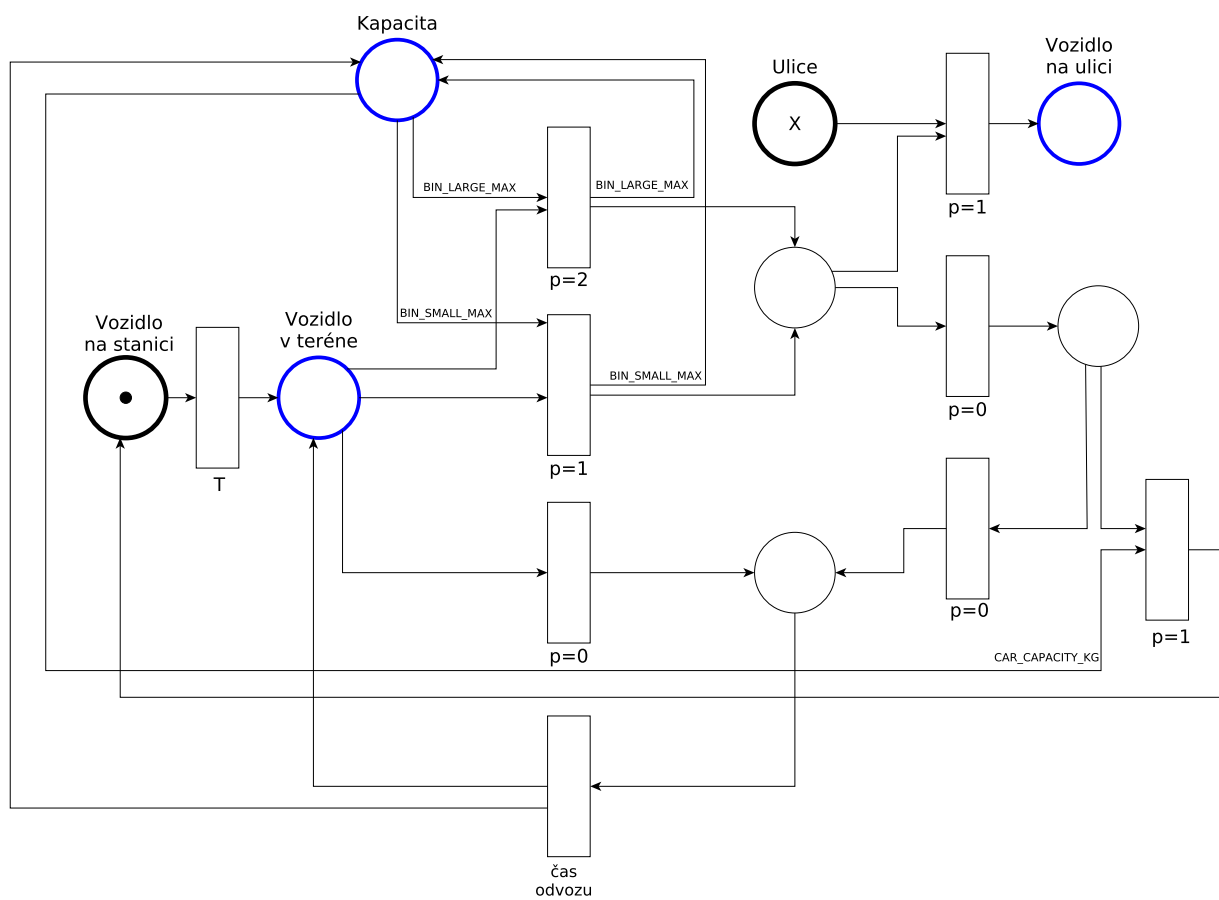 Kapacita
Ulice
Vozidlo
na ulici
X
BIN_LARGE_MAX
BIN_LARGE_MAX
p=1
p=2
BIN_SMALL_MAX
Vozidlo
na stanici
Vozidlo
v teréne
BIN_SMALL_MAX
p=0
p=1
T
p=0
p=1
p=0
CAR_CAPACITY_KG
čas
odvozu